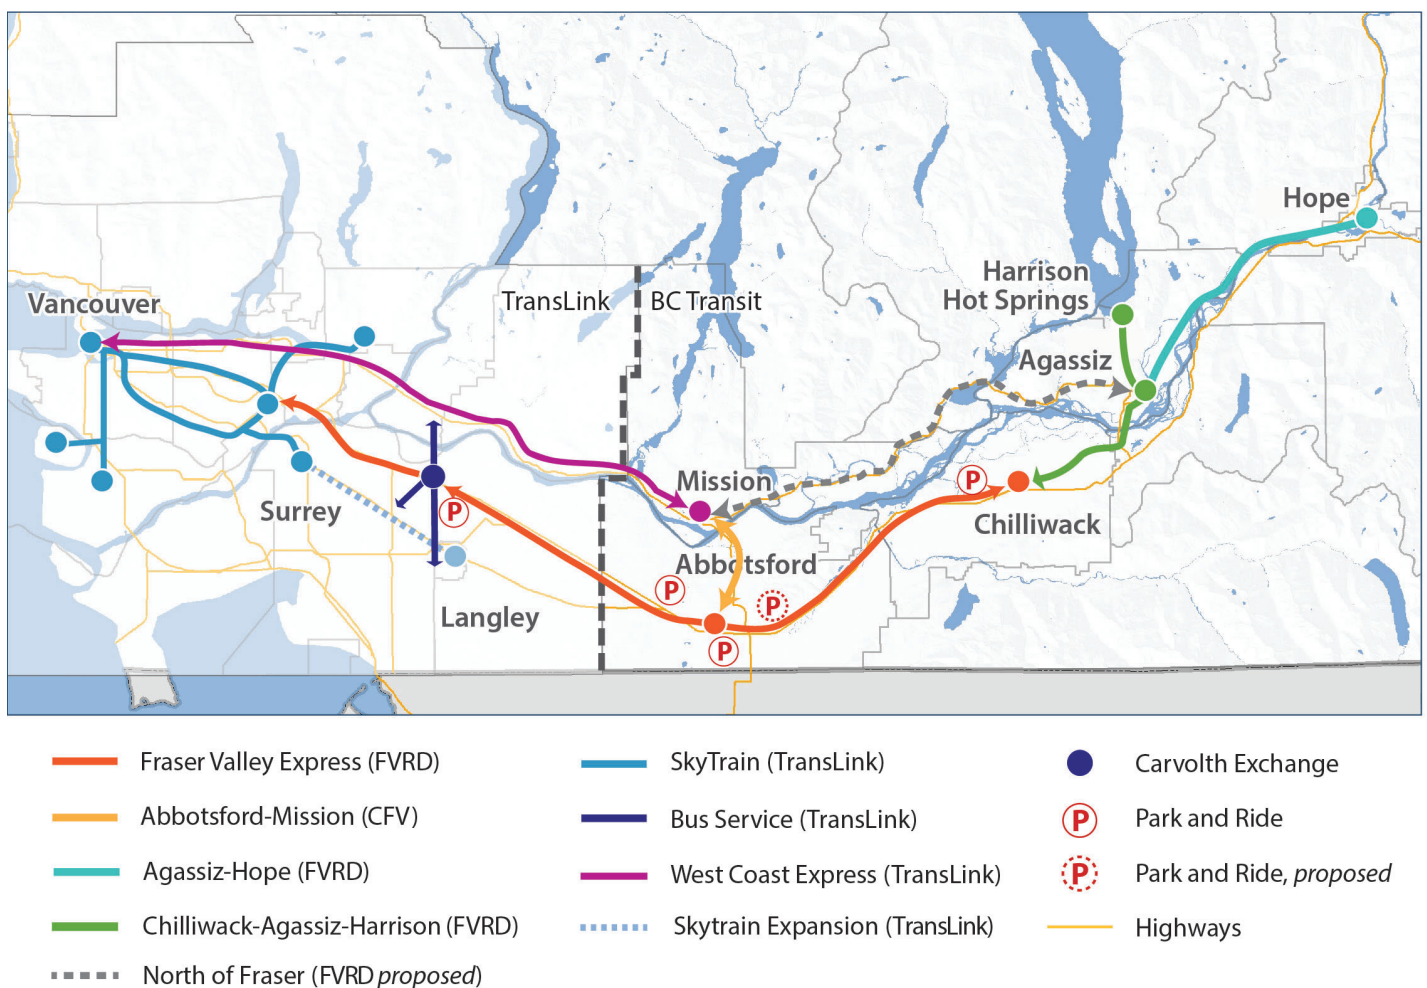 Hope
Harrison
Hot Springs
Vancouver
TransLink
BC Transit
Agassiz
Mission
P
Surrey
P
Chilliwack
Abbotsford
P
P
Langley
P
Fraser Valley Express (FVRD)
SkyTrain (TransLink)
Carvolth Exchange
Abbotsford-Mission (CFV)
Bus Service (TransLink)
P
Park and Ride
Agassiz-Hope (FVRD)
West Coast Express (TransLink)
P
Park and Ride, proposed
Chilliwack-Agassiz-Harrison (FVRD)
Skytrain Expansion (TransLink)
Highways
North of Fraser (FVRD proposed)